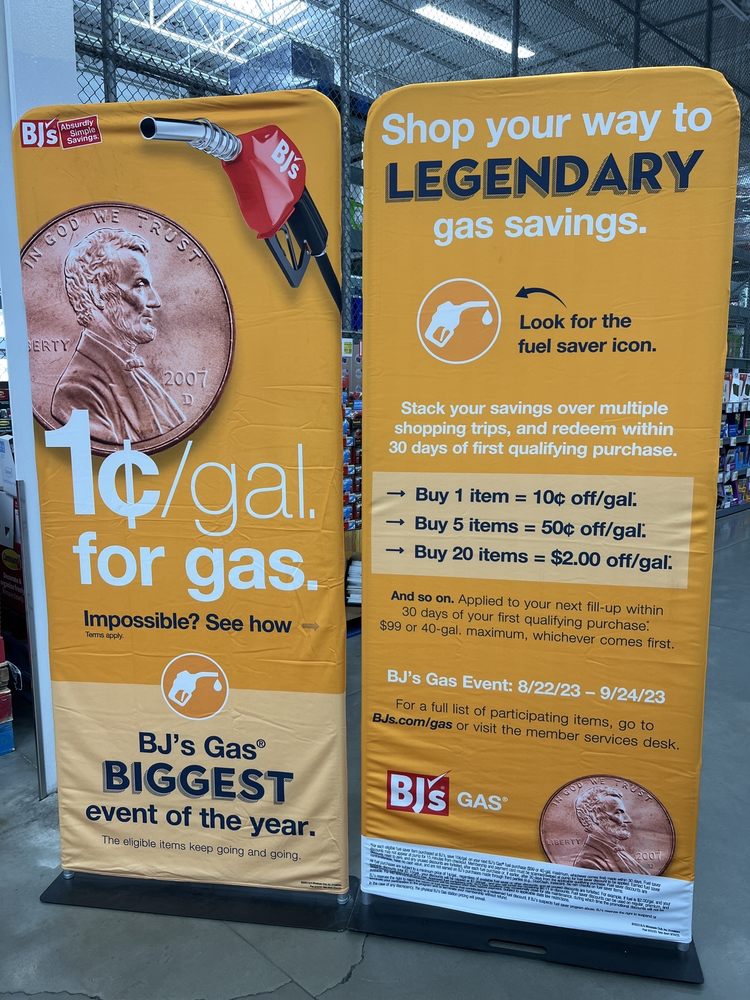 BJ's Absurdly
Simple
Savings.
BJ's
IN GOD WE TRUST
ERTY
2007
D
1¢/gal.
for gas.
Impossible? See how →
Terms apply.
BJ's Gas®
BIGGEST
event of the year.
The eligible items keep going and going.
Shop your way to
LEGENDARY
gas savings.
Look for the
fuel saver icon.
Stack your savings over multiple
shopping trips, and redeem within
30 days of first qualifying purchase.
→ Buy 1 item = 10¢ off/gal.*
→ Buy 5 items = 50¢ off/gal.*
→ Buy 20 items = $2.00 off/gal.*
And so on. Applied to your next fill-up within
30 days of your first qualifying purchase.*
$99 or 40-gal. maximum, whichever comes first.
BJ's Gas Event: 8/22/23 – 9/24/23
For a full list of participating items, go to
BJs.com/gas or visit the member services desk.
BJ's GAS®
IN GOD WE TRUST
LIBERTY
2007